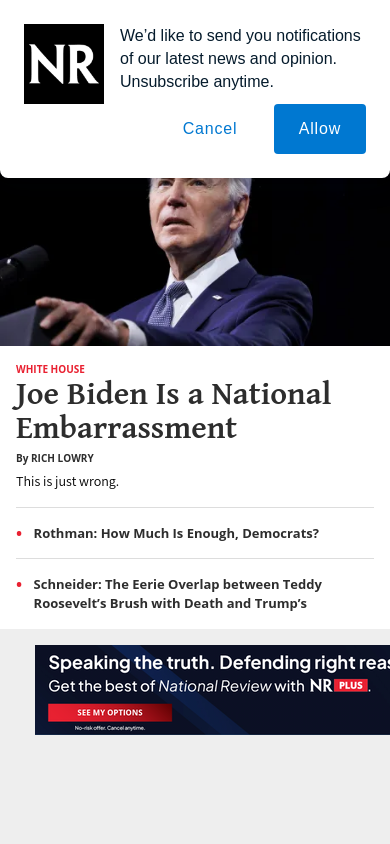 NR
We’d like to send you notifications
of our latest news and opinion.
Unsubscribe anytime.
Cancel
Allow
WHITE HOUSE
Joe Biden Is a National
Embarrassment
By RICH LOWRY
This is just wrong.
Rothman: How Much Is Enough, Democrats?
Schneider: The Eerie Overlap between Teddy
Roosevelt’s Brush with Death and Trump’s
Speaking the truth. Defending right reas
Get the best of National Review with NR PLUS.
SEE MY OPTIONS
No-risk offer. Cancel anytime.